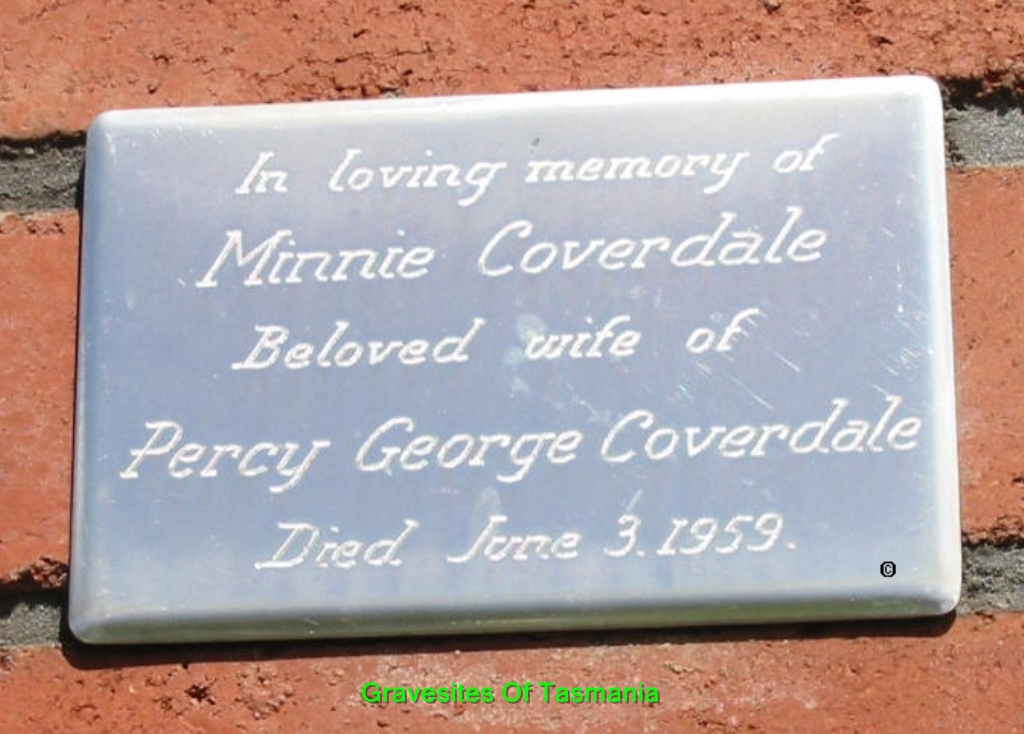 In loving memory of
Minnie Coverdale
Beloved wife of
Percy George Coverdale
Died June 3. 1959.
©
Gravesites Of Tasmania